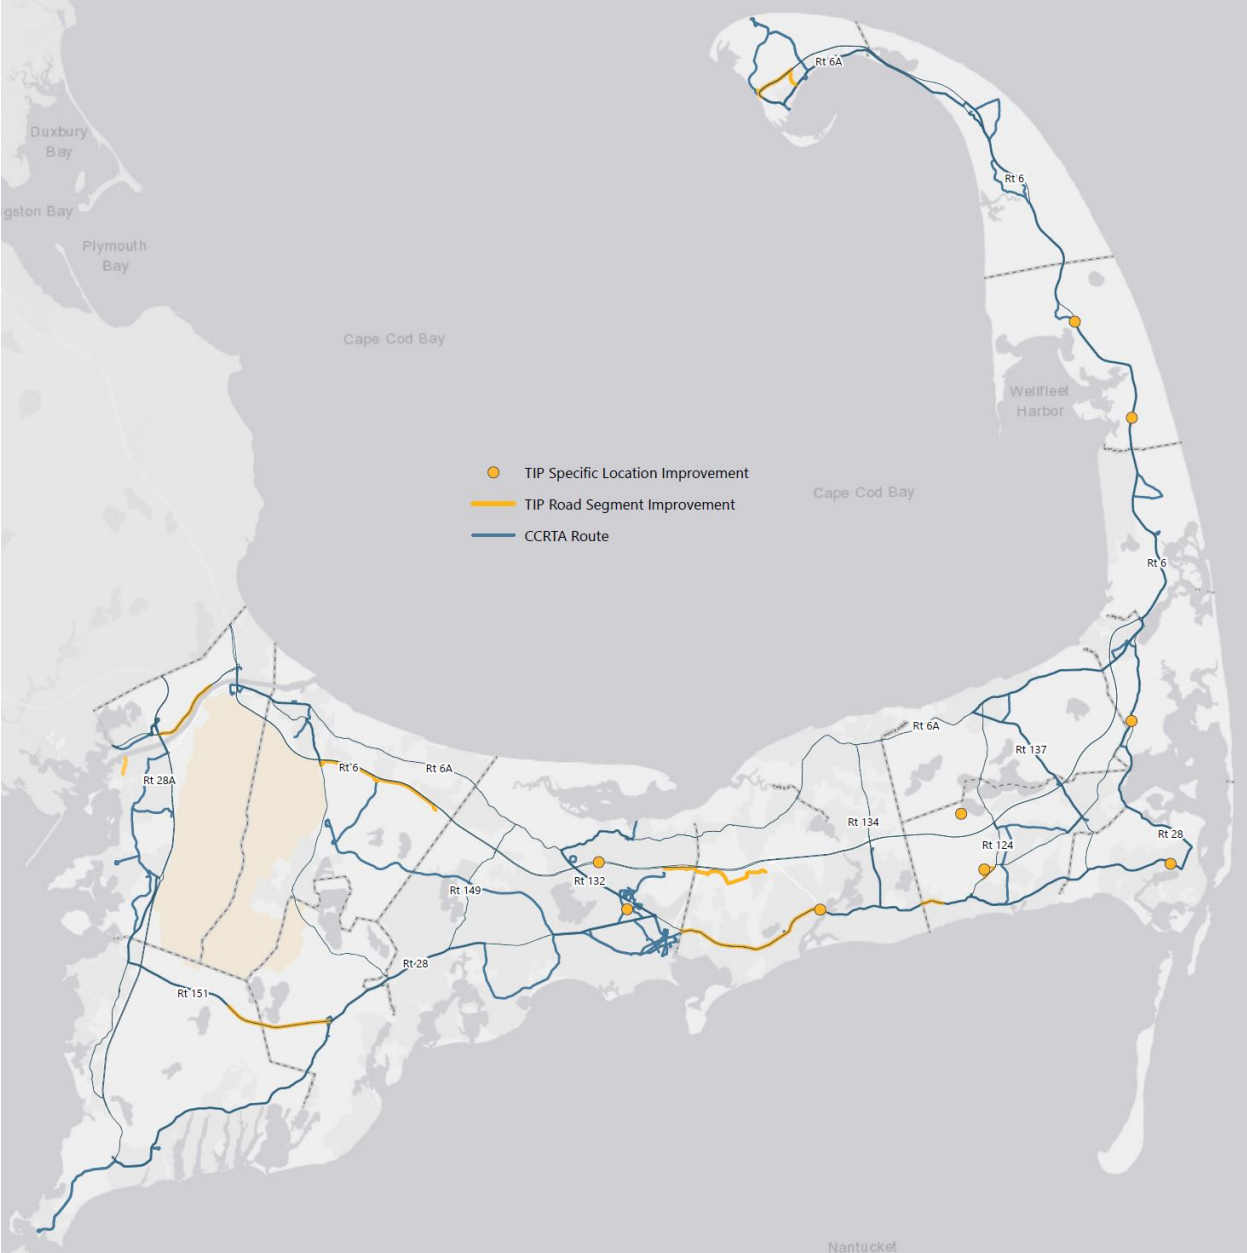 Rt 6A
Duxbury
Bay
Rt 6
gston Bay
Plymouth
Bay
Cape Cod Bay
Wellfleet
Harbor
TIP Specific Location Improvement
Cape Cod Bay
TIP Road Segment Improvement
CCRTA Route
Rt 6
Rt 6A
Rt 137
Rt 6
Rt 6A
Rt 28A
Rt 134
Rt 28
Rt 124
Rt 132
Rt 149
Rt 28
Rt 151
Nantucket